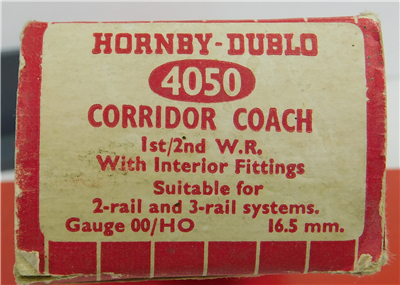 HORNBY-DUBLO
4050
CORRIDOR COACH
1st/2nd W.R.
With Interior Fittings
Suitable for
2-rail and 3-rail systems.
Gauge 00/HO 16.5 mm.